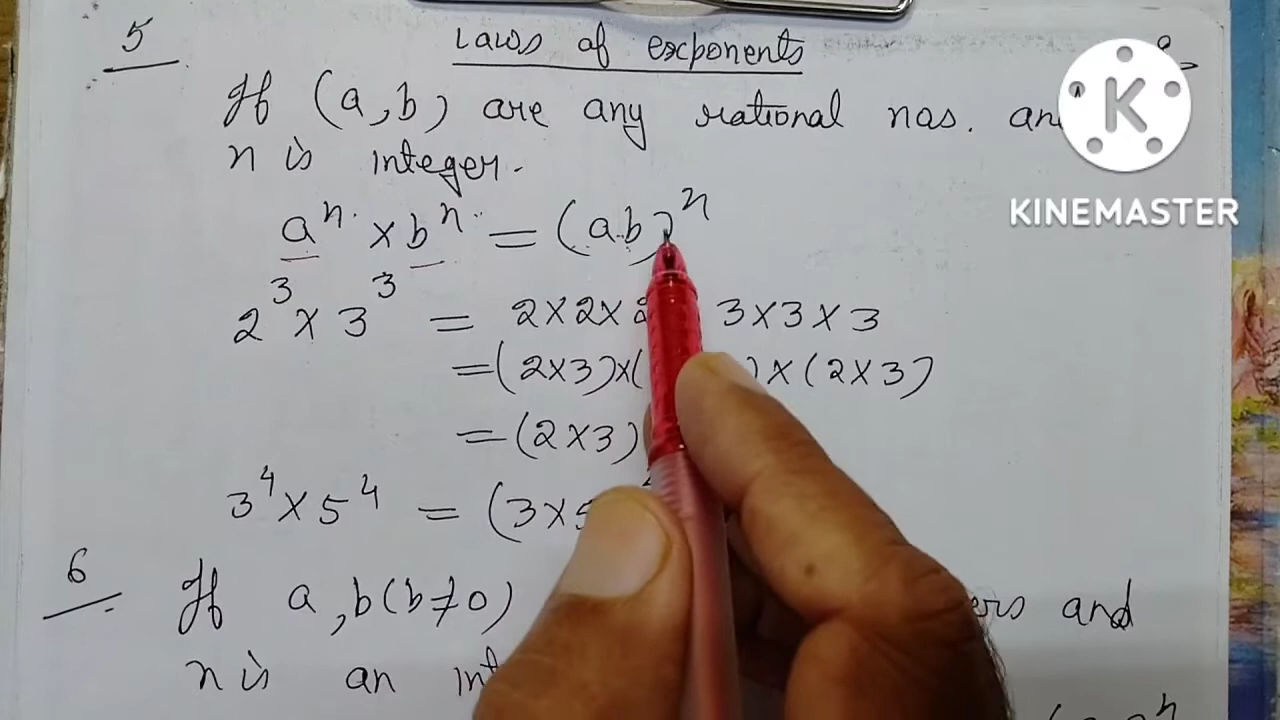 5 Laws of exponents
If (a,b) are any rational nos. an
n is integer.
aⁿ × bⁿ = (ab)ⁿ
2³ × 3³ = 2×2×2 3×3×3
=(2×3)×( )×(2×3)
=(2×3)
3⁴ × 5⁴ = (3×5
6 If a,b(b≠0) and
n is an
KINEMASTER